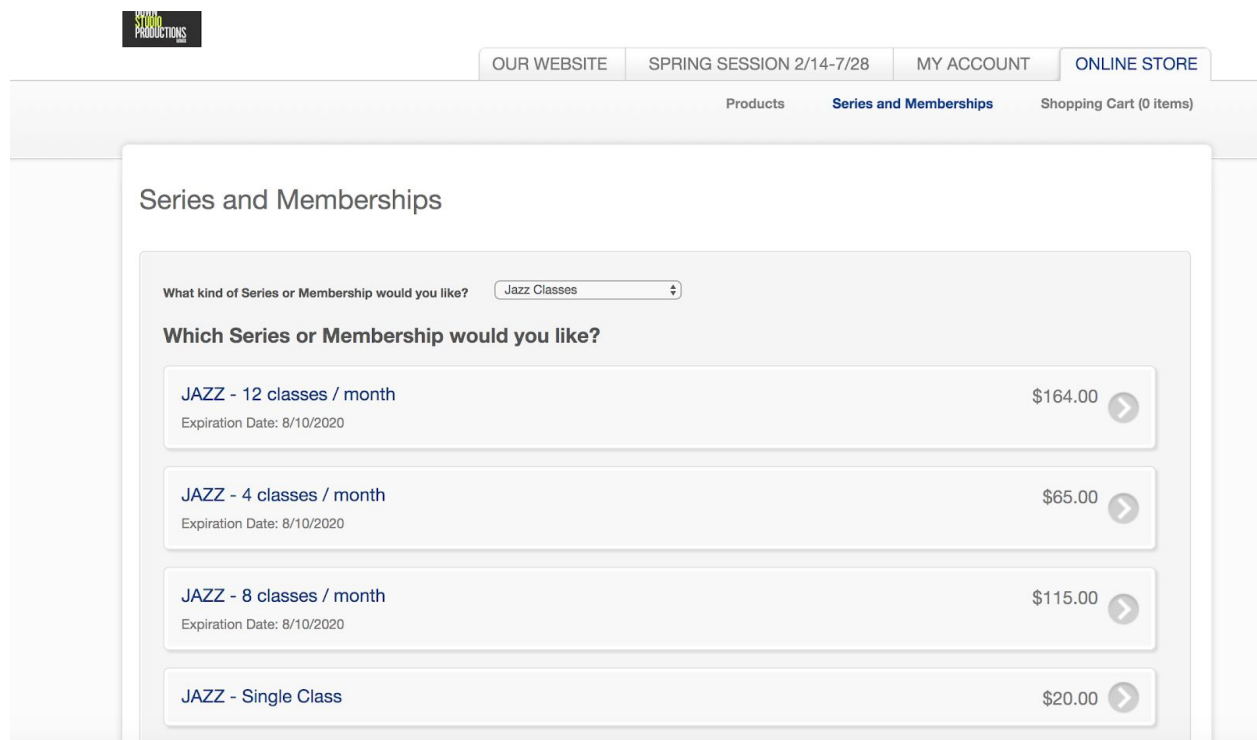 STUDIO
PRODUCTIONS
OUR WEBSITE SPRING SESSION 2/14-7/28 MY ACCOUNT ONLINE STORE
Products Series and Memberships Shopping Cart (0 items)
Series and Memberships
What kind of Series or Membership would you like? Jazz Classes
Which Series or Membership would you like?
JAZZ - 12 classes / month $164.00
Expiration Date: 8/10/2020
JAZZ - 4 classes / month $65.00
Expiration Date: 8/10/2020
JAZZ - 8 classes / month $115.00
Expiration Date: 8/10/2020
JAZZ - Single Class $20.00